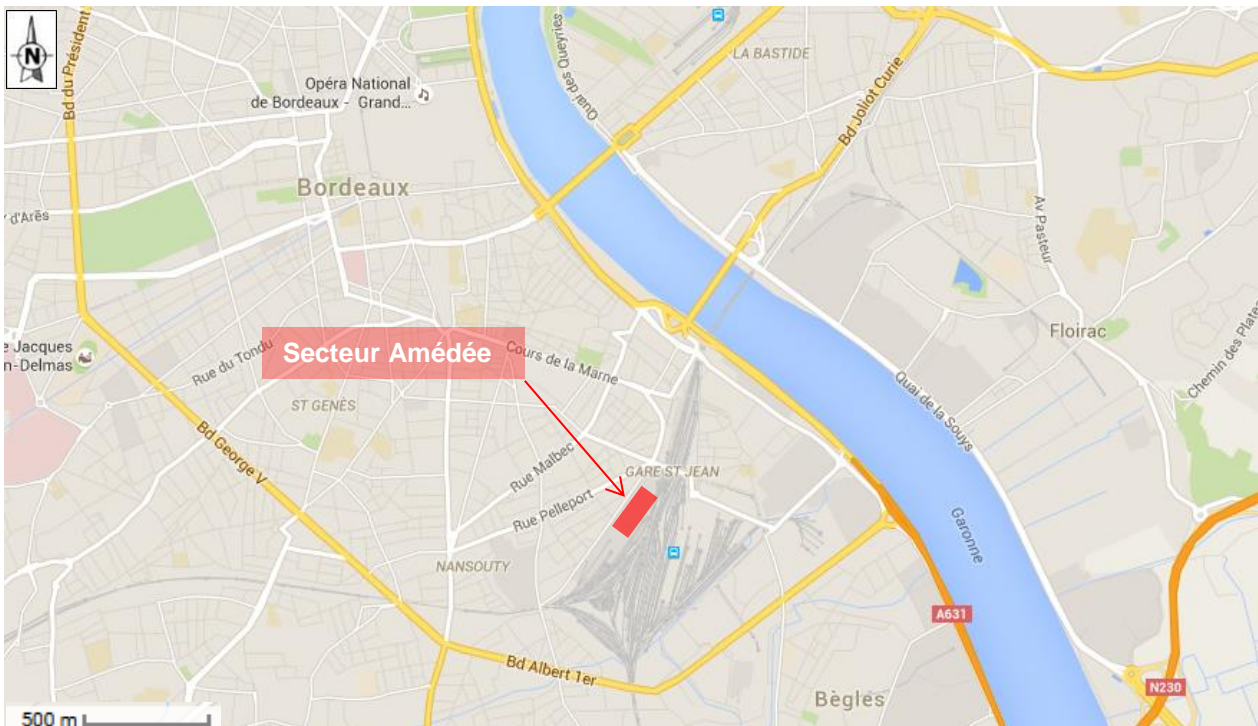 N
Bd du Président
Opéra National
de Bordeaux - Grand...
Quai des Queyries
LA BASTIDE
Bd Joliot Curie
Bordeaux
d'Arès
Av Pasteur
Floirac
Chemin des Plate
e Jacques
n-Delmas
Rue du Tondu
Secteur Amédée
Cours de la Marne
ST GENÈS
Quai de la Souys
Bd George V
Rue Malbec
GARE ST JEAN
Rue Pelleport
Garonne
NANSOUTY
A631
Bd Albert 1er
Bègles
N230
500 m